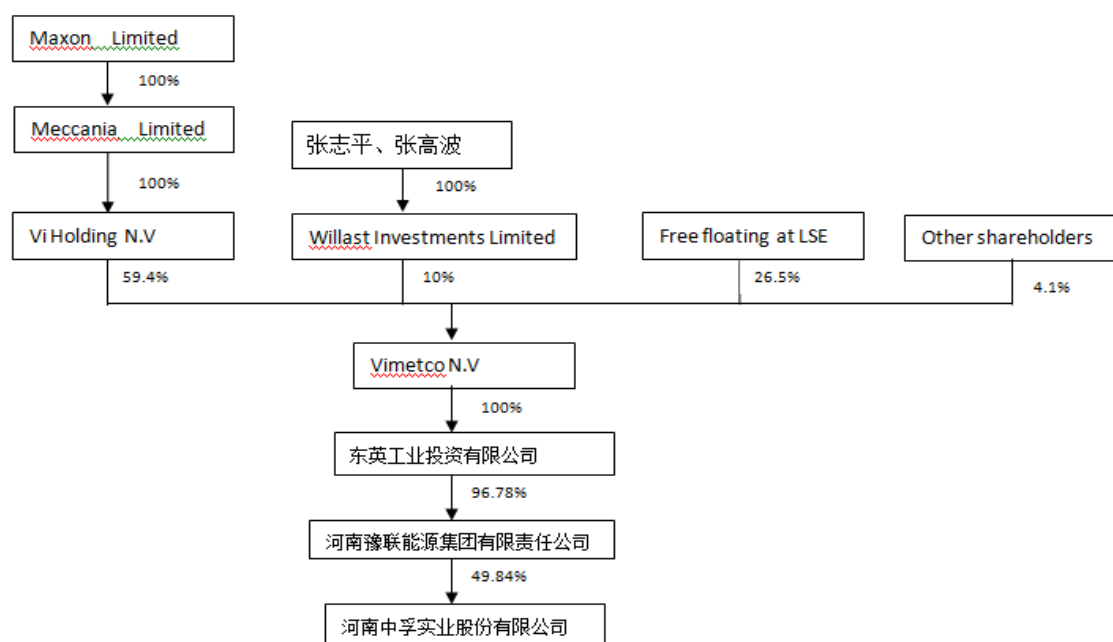 Maxon Limited
100%
Meccania Limited
张志平、张高波
100%
100%
Vi Holding N.V
Willast Investments Limited
Free floating at LSE
Other shareholders
59.4%
10%
26.5%
4.1%
Vimetco N.V
100%
东英工业投资有限公司
96.78%
河南豫联能源集团有限责任公司
49.84%
河南中孚实业股份有限公司